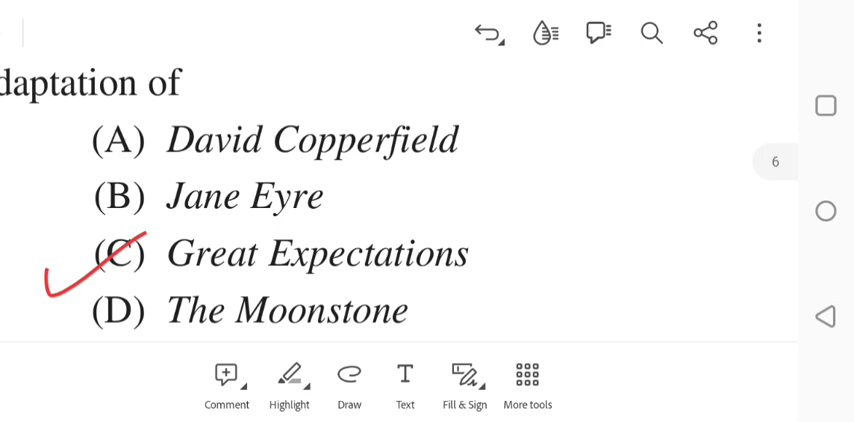 daptation of
(A) David Copperfield
(B) Jane Eyre
6
(C) Great Expectations
(D) The Moonstone
Comment Highlight Draw Text Fill & Sign More tools